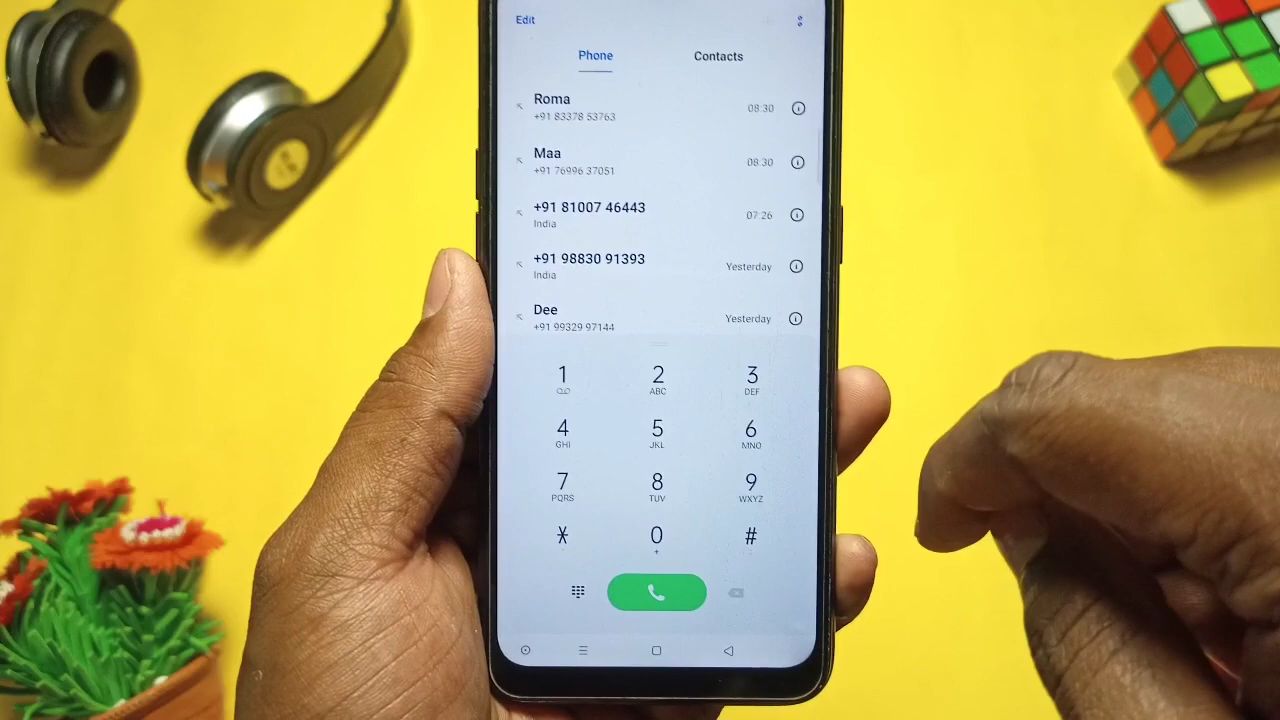 Edit
Phone Contacts
Roma
+91 83378 53763
08:30
Maa
+91 76996 37051
08:30
+91 81007 46443
India
07:26
+91 98830 91393
India
Yesterday
Dee
+91 99329 97144
Yesterday
1 2 3
ABC DEF
4 5 6
GHI JKL MNO
7 8 9
PQRS TUV WXYZ
* 0 #
+